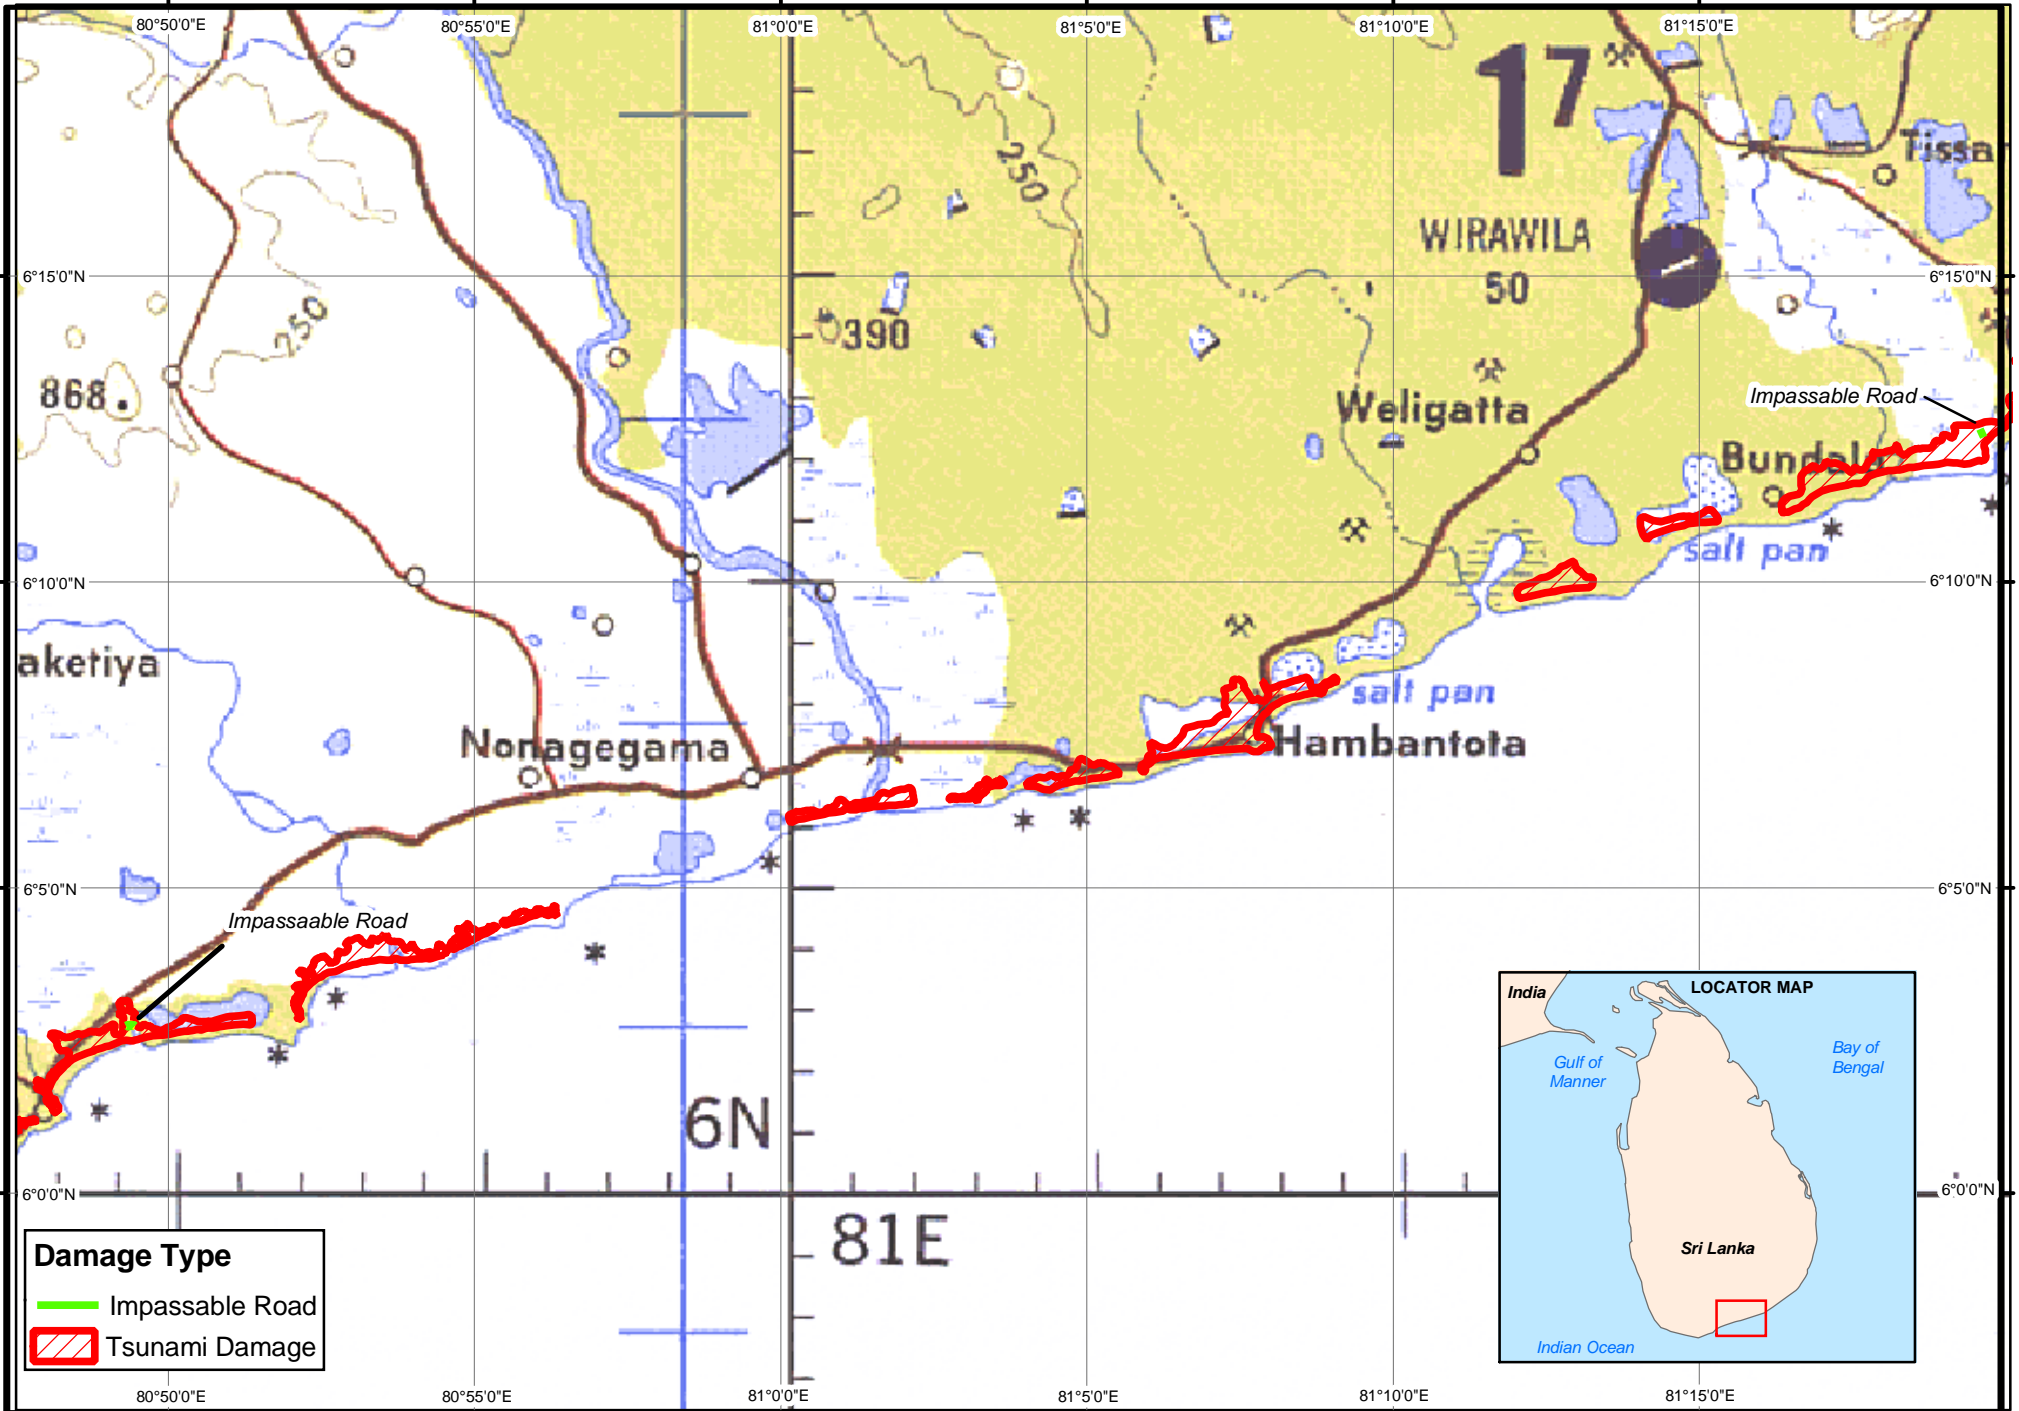 80°50'0"E
80°55'0"E
81°0'0"E
81°5'0"E
81°10'0"E
81°15'0"E
17
Tissa
250
WIRAWILA
50
6°15'0"N
6°15'0"N
250
390
868
Weligatta
Impassable Road
Bundala
salt pan
6°10'0"N
6°10'0"N
aketiya
salt pan
Nonagegama
Hambantota
6°5'0"N
6°5'0"N
Impassaable Road
LOCATOR MAP
India
Gulf of
Manner
Bay of
Bengal
Sri Lanka
Indian Ocean
6N
6°0'0"N
6°0'0"N
81E
Damage Type
Impassable Road
Tsunami Damage
80°50'0"E
80°55'0"E
81°0'0"E
81°5'0"E
81°10'0"E
81°15'0"E